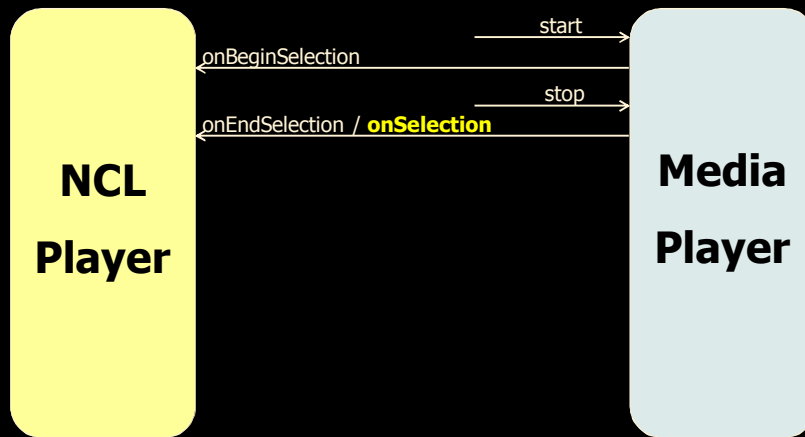 start
onBeginSelection
stop
onEndSelection / onSelection
NCL
Player
Media
Player